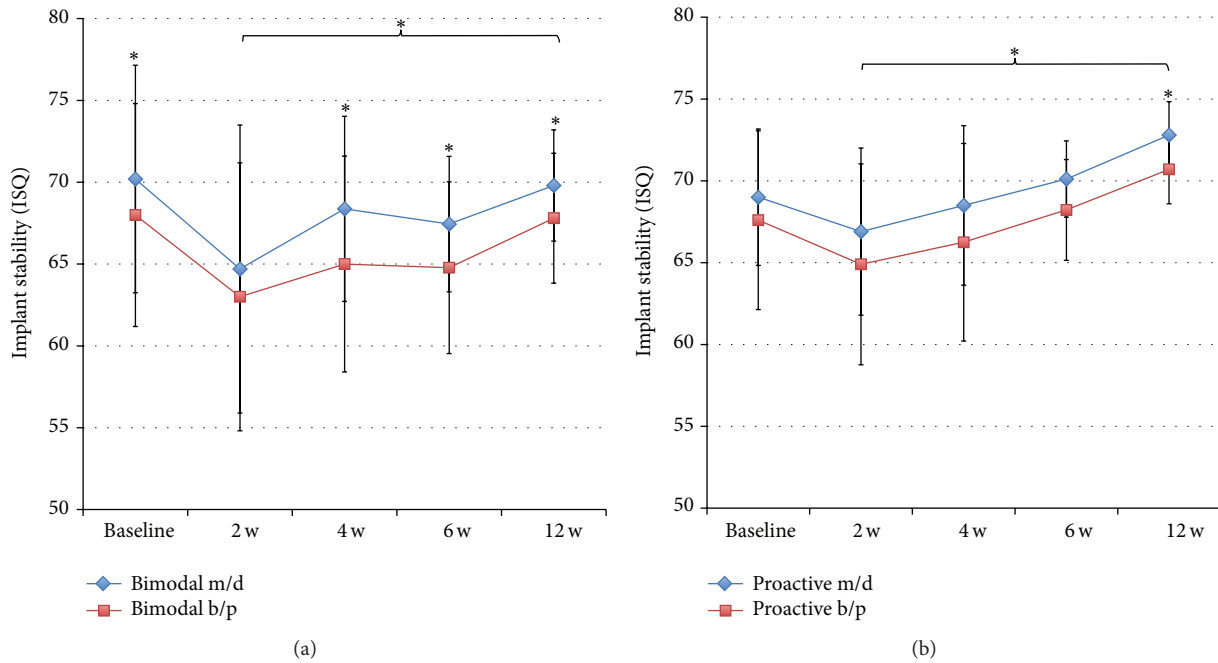 80
75
70
65
60
55
50
Implant stability (ISQ)
*
*
*
*
*
Baseline
2 w
4 w
6 w
12 w
Bimodal m/d
Bimodal b/p
(a)
80
75
70
65
60
55
50
Implant stability (ISQ)
*
*
Baseline
2 w
4 w
6 w
12 w
Proactive m/d
Proactive b/p
(b)